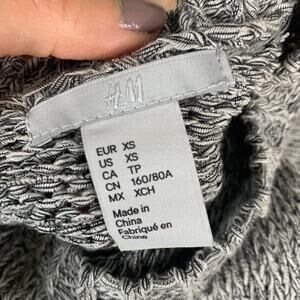 H&M
EUR XS
US XS
CA TP
CN 160/80A
MX XCH
Made in
China
Fabriqué en
Chine